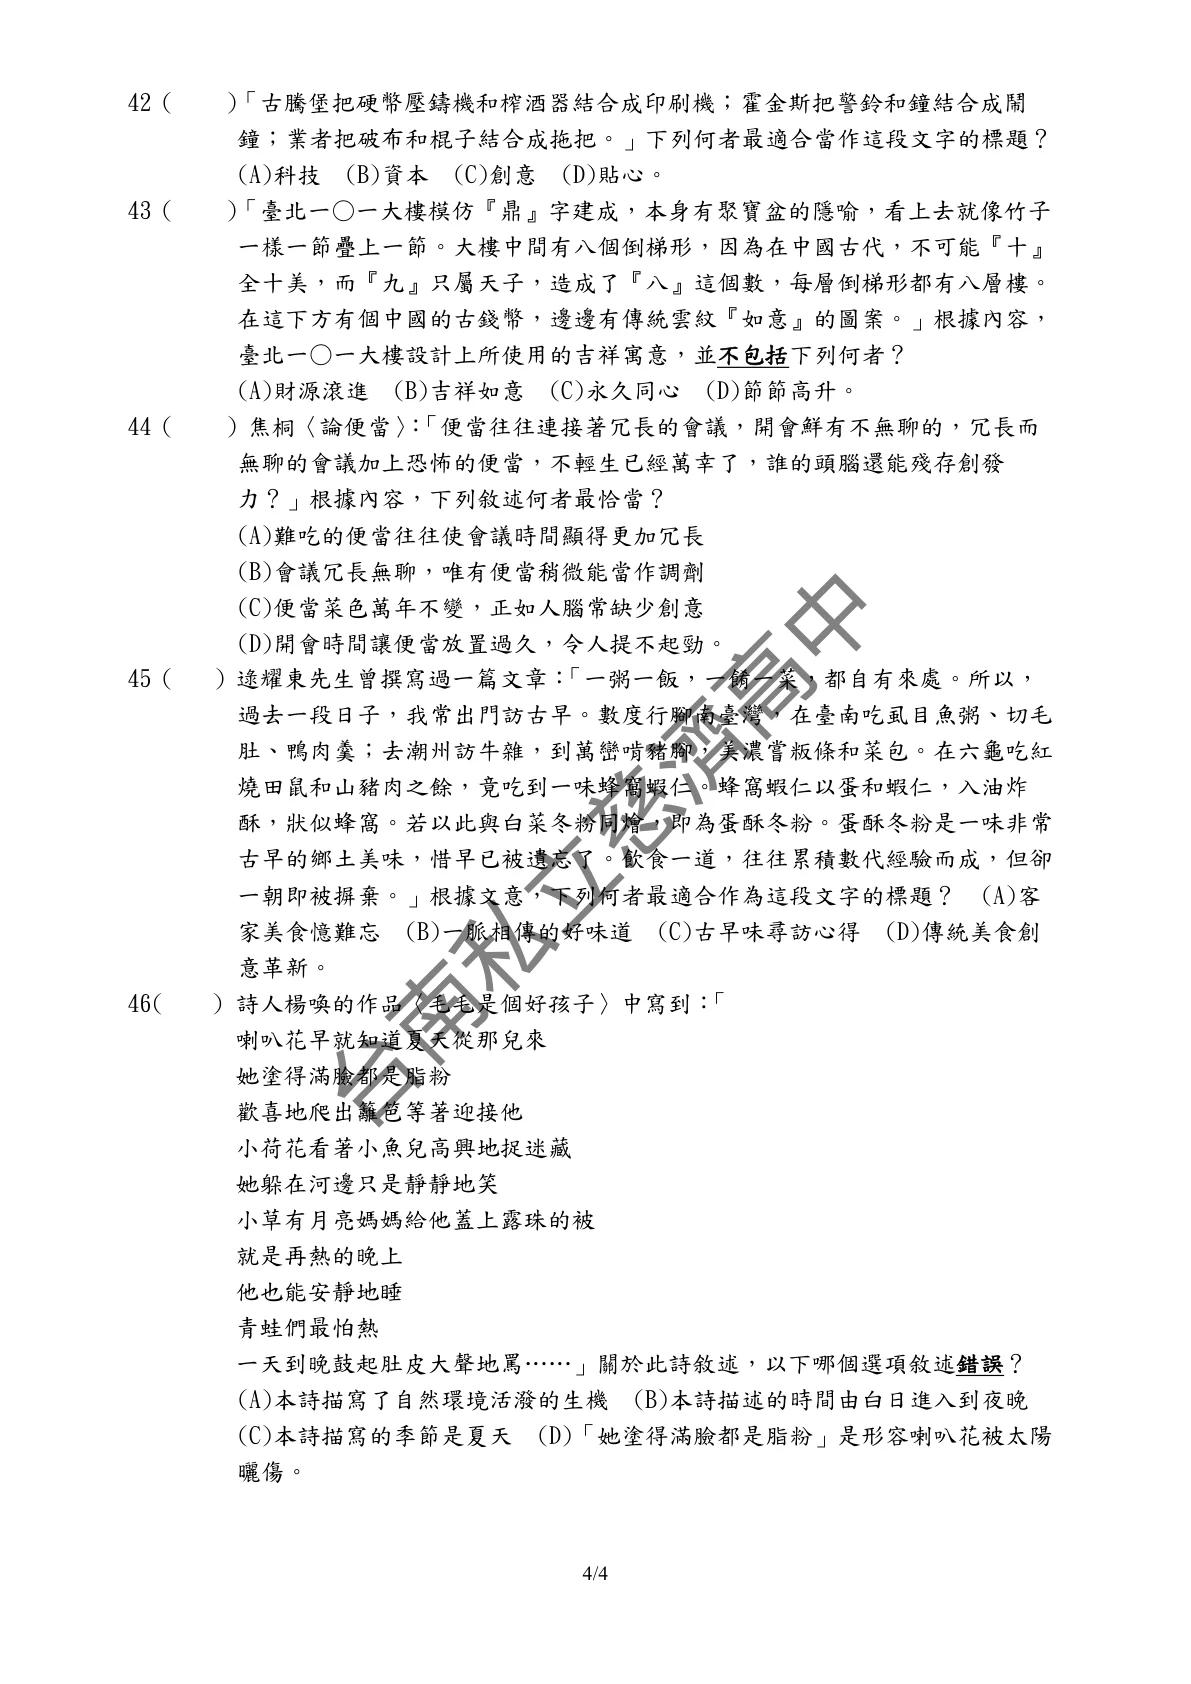 42 (　　)「古騰堡把硬幣壓鑄機和榨酒器結合成印刷機；霍金斯把警鈴和鐘結合成鬧
鐘；業者把破布和棍子結合成拖把。」下列何者最適合當作這段文字的標題？
(A)科技　(B)資本　(C)創意　(D)貼心。
43 (　　)「臺北一○一大樓模仿『鼎』字建成，本身有聚寶盆的隱喻，看上去就像竹子
一樣一節疊上一節。大樓中間有八個倒梯形，因為在中國古代，不可能『十』
全十美，而『九』只屬天子，造成了『八』這個數，每層倒梯形都有八層樓。
在這下方有個中國的古錢幣，邊邊有傳統雲紋『如意』的圖案。」根據內容，
臺北一○一大樓設計上所使用的吉祥寓意，並不包括下列何者？
(A)財源滾進　(B)吉祥如意　(C)永久同心　(D)節節高升。
44 (　　) 焦桐〈論便當〉：「便當往往連接著冗長的會議，開會鮮有不無聊的，冗長而
無聊的會議加上恐怖的便當，不輕生已經萬幸了，誰的頭腦還能殘存創發
力？」根據內容，下列敘述何者最恰當？
(A)難吃的便當往往使會議時間顯得更加冗長
(B)會議冗長無聊，唯有便當稍微能當作調劑
(C)便當菜色萬年不變，正如人腦常缺少創意
(D)開會時間讓便當放置過久，令人提不起勁。
45 (　　) 逯耀東先生曾撰寫過一篇文章：「一粥一飯，一餚一菜，都自有來處。所以，
過去一段日子，我常出門訪古早。數度行腳南臺灣，在臺南吃虱目魚粥、切毛
肚、鴨肉羹；去潮州訪牛雜，到萬巒啃豬腳，美濃嘗粄條和菜包。在六龜吃紅
燒田鼠和山豬肉之餘，竟吃到一味蜂窩蝦仁。蜂窩蝦仁以蛋和蝦仁，入油炸
酥，狀似蜂窩。若以此與白菜冬粉同燴，即為蛋酥冬粉。蛋酥冬粉是一味非常
古早的鄉土美味，惜早已被遺忘了。飲食一道，往往累積數代經驗而成，但卻
一朝即被摒棄。」根據文意，下列何者最適合作為這段文字的標題？　(A)客
家美食憶難忘　(B)一脈相傳的好味道　(C)古早味尋訪心得　(D)傳統美食創
意革新。
46(　　) 詩人楊喚的作品〈毛毛是個好孩子〉中寫到：「
喇叭花早就知道夏天從那兒來
她塗得滿臉都是脂粉
歡喜地爬出籬笆等著迎接他
小荷花看著小魚兒高興地捉迷藏
她躲在河邊只是靜靜地笑
小草有月亮媽媽給他蓋上露珠的被
就是再熱的晚上
他也能安靜地睡
青蛙們最怕熱
一天到晚鼓起肚皮大聲地罵……」關於此詩敘述，以下哪個選項敘述錯誤？
(A)本詩描寫了自然環境活潑的生機　(B)本詩描述的時間由白日進入到夜晚
(C)本詩描寫的季節是夏天　(D)「她塗得滿臉都是脂粉」是形容喇叭花被太陽
曬傷。
台南私立慈濟高中
4/4